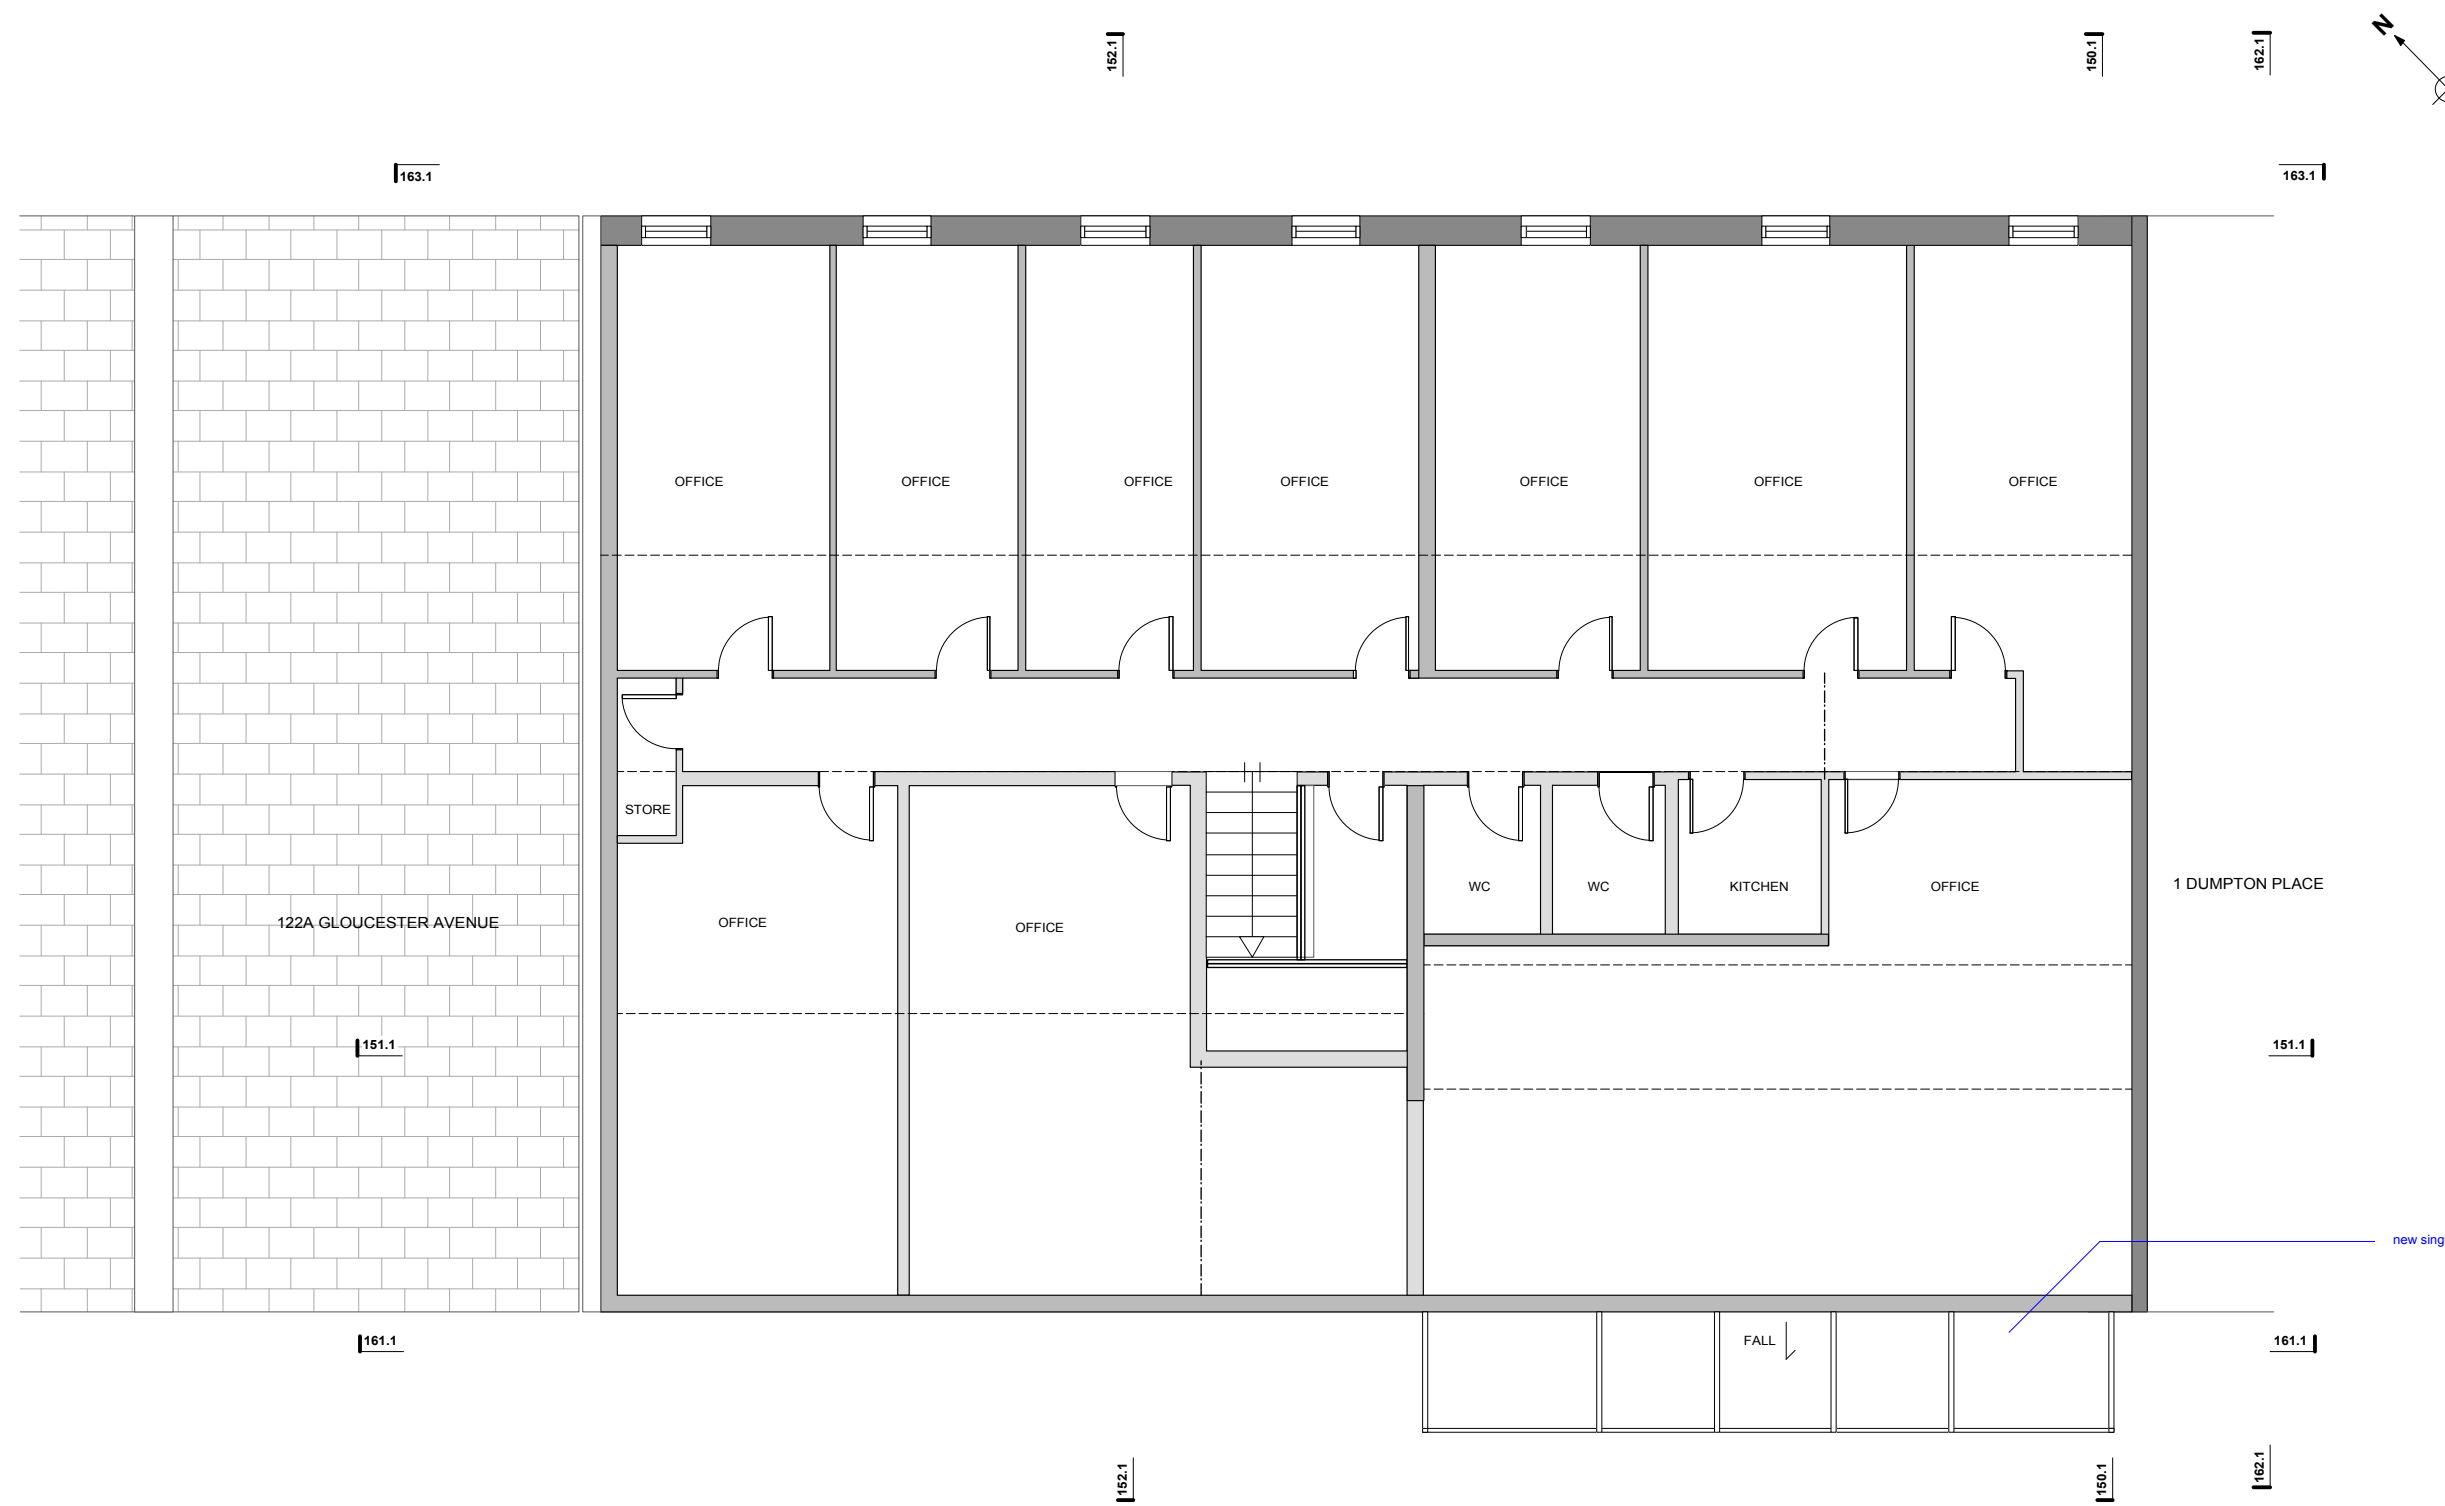 N
152.1
150.1
162.1
163.1
163.1
OFFICE
OFFICE
OFFICE
OFFICE
OFFICE
OFFICE
OFFICE
STORE
WC
WC
KITCHEN
OFFICE
1 DUMPTON PLACE
122A GLOUCESTER AVENUE
OFFICE
OFFICE
151.1
151.1
new sing
161.1
FALL
161.1
152.1
150.1
162.1